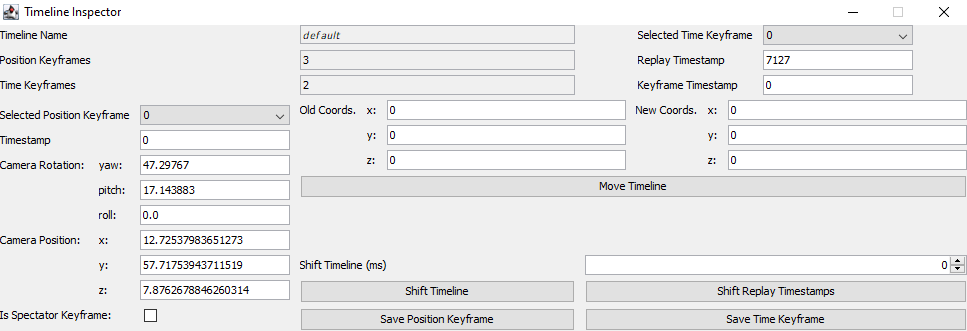 Timeline Inspector
Timeline Name default Selected Time Keyframe 0
Position Keyframes 3 Replay Timestamp 7127
Time Keyframes 2 Keyframe Timestamp 0
Selected Position Keyframe 0 Old Coords. x: 0 New Coords. x: 0
Timestamp 0 y: 0 y: 0
Camera Rotation: yaw: 47.29767 z: 0 z: 0
pitch: 17.143883 Move Timeline
roll: 0.0
Camera Position: x: 12.72537983651273
y: 57.71753943711519 Shift Timeline (ms) 0
z: 7.8762678846260314 Shift Timeline Shift Replay Timestamps
Is Spectator Keyframe: Save Position Keyframe Save Time Keyframe